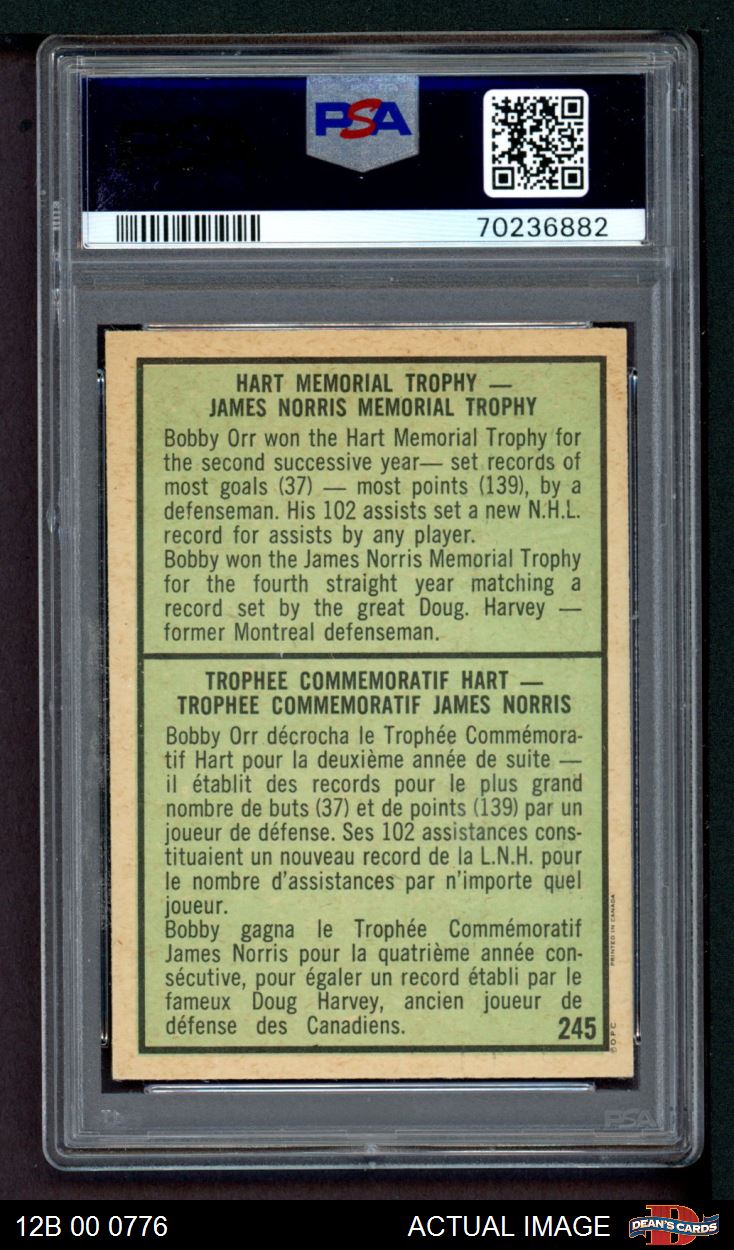 PSA
70236882
HART MEMORIAL TROPHY —
JAMES NORRIS MEMORIAL TROPHY
Bobby Orr won the Hart Memorial Trophy for
the second successive year— set records of
most goals (37) — most points (139), by a
defenseman. His 102 assists set a new N.H.L.
record for assists by any player.
Bobby won the James Norris Memorial Trophy
for the fourth straight year matching a
record set by the great Doug. Harvey —
former Montreal defenseman.
TROPHEE COMMEMORATIF HART —
TROPHEE COMMEMORATIF JAMES NORRIS
Bobby Orr décrocha le Trophée Commémora-
tif Hart pour la deuxième année de suite —
il établit des records pour le plus grand
nombre de buts (37) et de points (139) par un
joueur de défense. Ses 102 assistances cons-
tituaient un nouveau record de la L.N.H. pour
le nombre d'assistances par n'importe quel
joueur.
Bobby gagna le Trophée Commémoratif
James Norris pour la quatrième année con-
sécutive, pour égaler un record établi par le
fameux Doug Harvey, ancien joueur de
défense des Canadiens.
245
©O.P.C.
PRINTED IN CANADA
PSA
12B 00 0776
ACTUAL IMAGE
DEAN'S CARDS